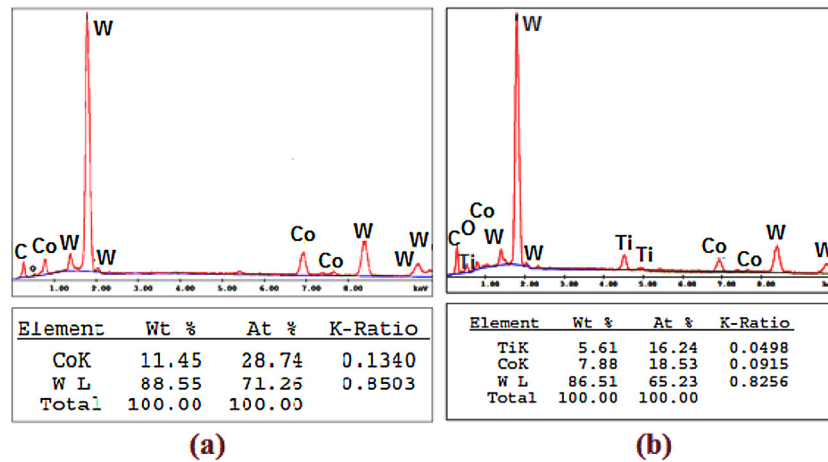 W
C Co W W Co Co W W W
1.00 2.00 3.00 4.00 5.00 6.00 7.00 8.00 keV
Element Wt % At % K-Ratio
CoK 11.45 28.74 0.1340
W L 88.55 71.26 0.8503
Total 100.00 100.00
(a)
W
C O Co Ti W W Ti Ti Co Co W W
1.00 2.00 3.00 4.00 5.00 6.00 7.00 8.00
Element Wt % At % K-Ratio
TiK 5.61 16.24 0.0498
CoK 7.88 18.53 0.0915
W L 86.51 65.23 0.8256
Total 100.00 100.00
(b)